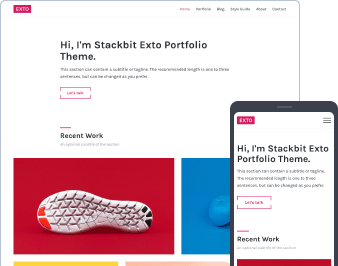 EXTO
Home Portfolio Blog Style Guide About Contact
Hi, I'm Stackbit Exto Portfolio
Theme.
This section can contain a subtitle or tagline. The recommended length is one to three
sentences, but can be changed as you prefer.
Let's talk
Recent Work
An optional subtitle of the section
EXTO
Hi, I'm Stackbit Exto
Portfolio Theme.
This section can contain a subtitle or tagline.
The recommended length is one to three
sentences, but can be changed as you prefer.
Let's talk
Recent Work
An optional subtitle of the section